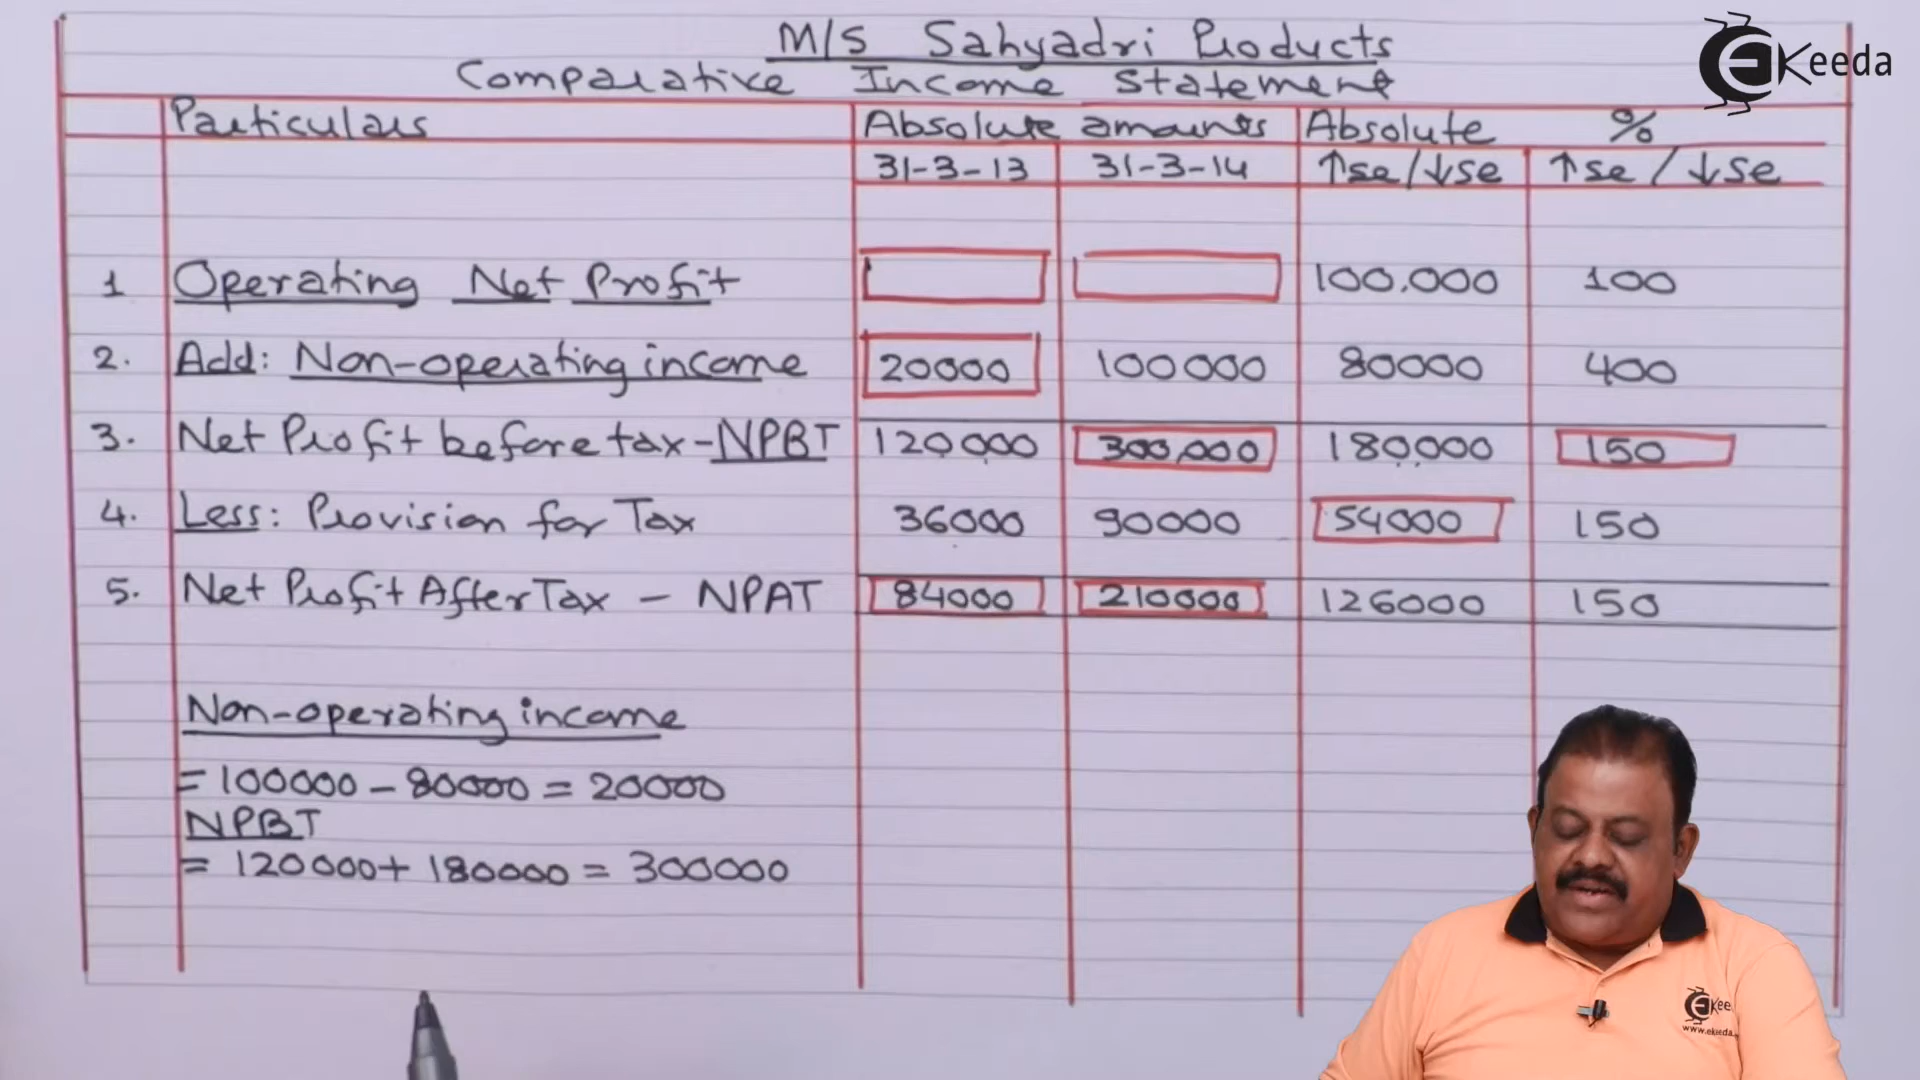 M/S Sahyadri Products
Comparative Income Statement
EKeeda
Particulars Absolute amounts Absolute %
31-3-13 31-3-14 ↑se/↓se ↑se/↓se
1 Operating Net Profit 100,000 100
2. Add: Non-operating income 20000 100000 80000 400
3. Net Profit before tax-NPBT 120,000 300,000 180,000 150
4. Less: Provision for Tax 36000 90000 54000 150
5. Net Profit After Tax - NPAT 84000 210000 126000 150
Non-operating income
= 100000 - 80000 = 20000
NPBT
= 120000 + 180000 = 300000
www.ekeeda.